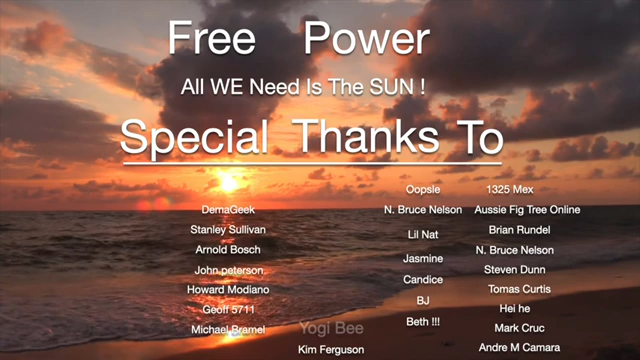 Free Power
All WE Need Is The SUN !
Special Thanks To
Oopsle 1325 Mex
DemaGeek N. Bruce Nelson Aussie Fig Tree Online
Stanley Sullivan Lil Nat Brian Rundel
Arnold Bosch Jasmine N. Bruce Nelson
John.peterson Candice Steven Dunn
Howard Modiano BJ Tomas Curtis
Geoff 5711 Beth !!! Hei he
Michael Bramel Yogi Bee Mark Cruc
Kim Ferguson Andre M Camara